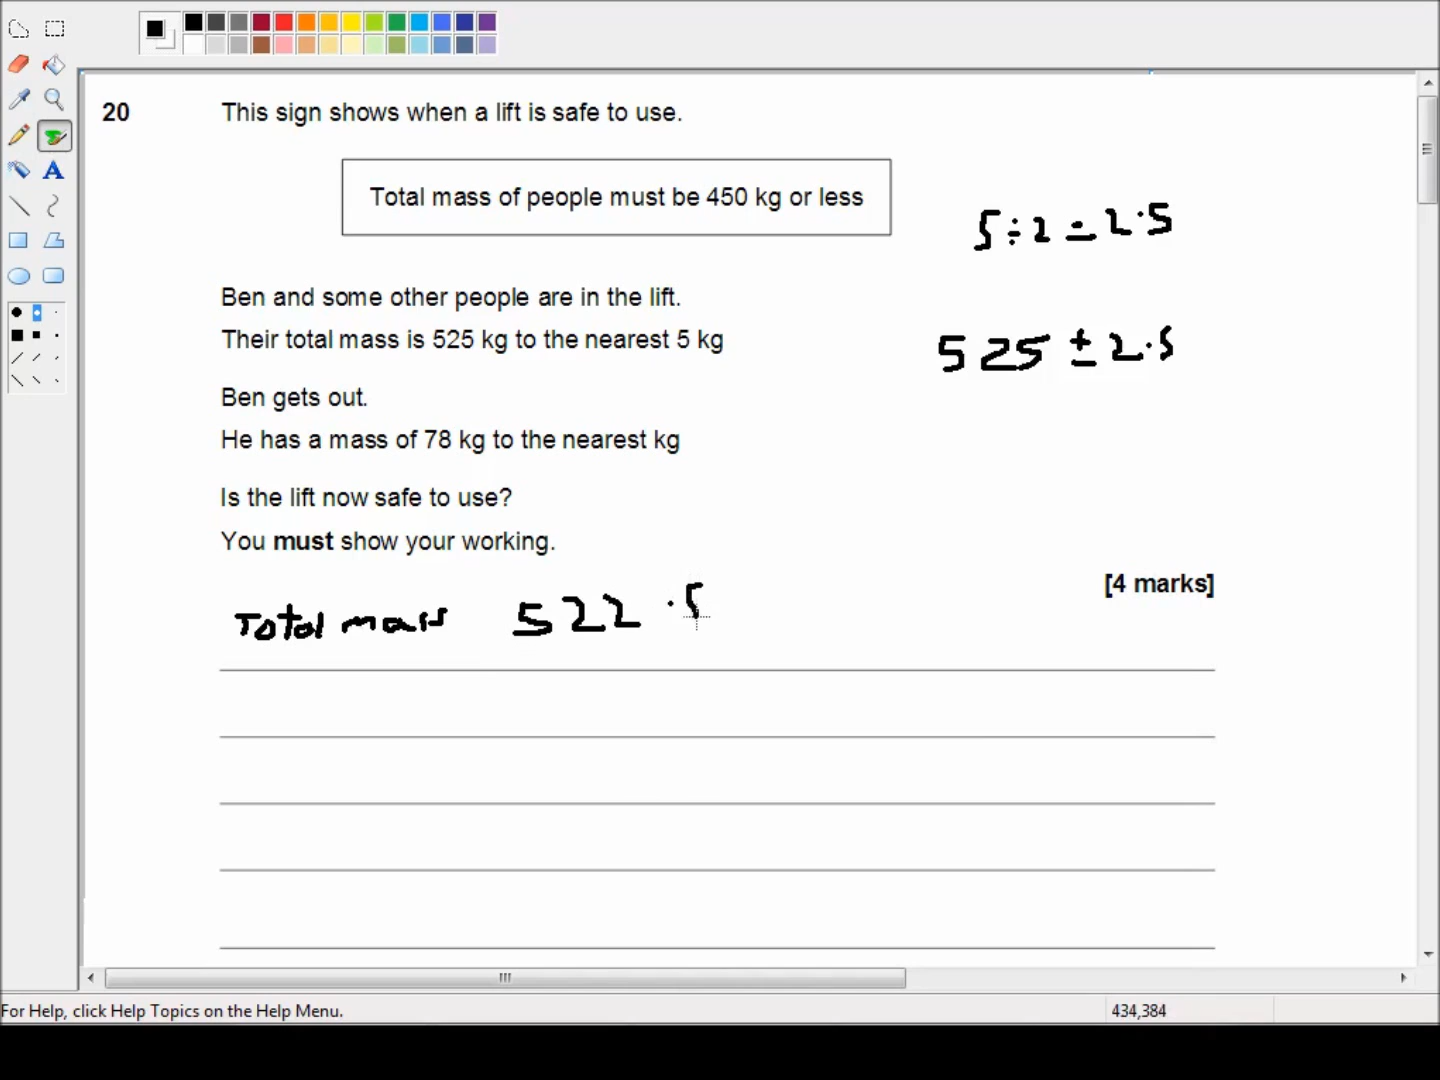 20 This sign shows when a lift is safe to use.
Total mass of people must be 450 kg or less
5 ÷ 2 = 2.5
Ben and some other people are in the lift.
Their total mass is 525 kg to the nearest 5 kg
525 ± 2.5
Ben gets out.
He has a mass of 78 kg to the nearest kg
Is the lift now safe to use?
You must show your working.
[4 marks]
Total mass 522.5
For Help, click Help Topics on the Help Menu.
434,384